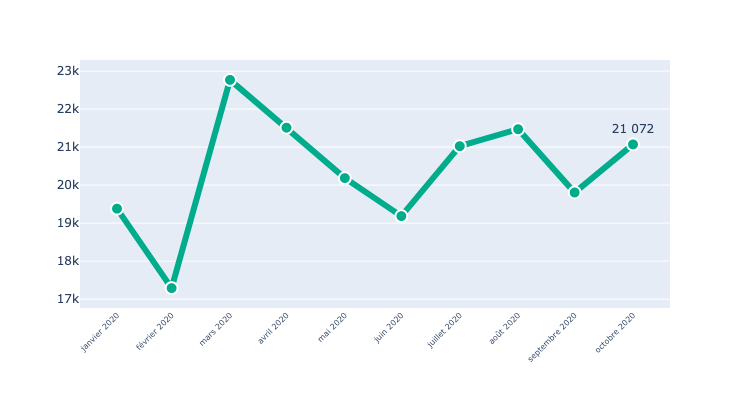 23k
22k
21k
20k
19k
18k
17k
21 072
janvier 2020
février 2020
mars 2020
avril 2020
mai 2020
juin 2020
juillet 2020
août 2020
septembre 2020
octobre 2020